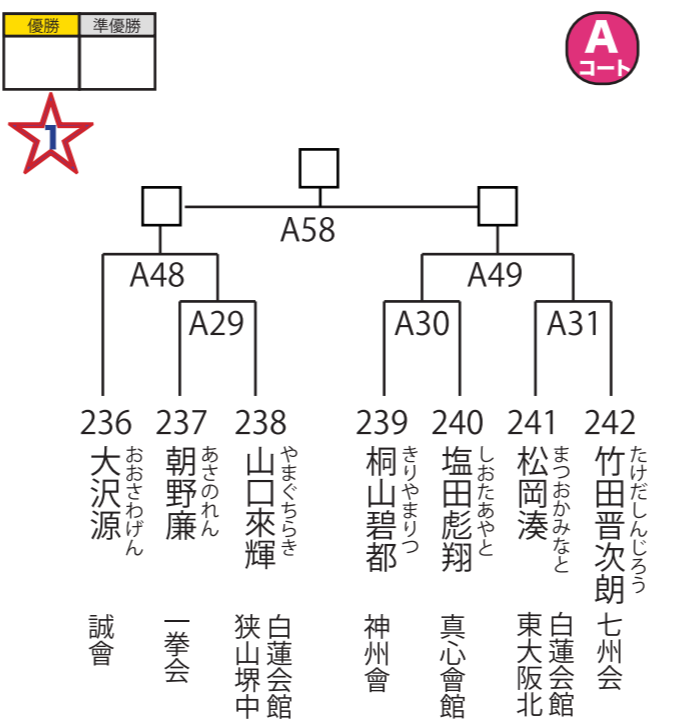 優勝 準優勝
A
コート
1
A58
A48 A49
A29 A30 A31
236 237 238 239 240 241 242
大沢源
おおさわげん
誠會
朝野廉
あさのれん
一拳会
山口來輝
やまぐちらき
白蓮会館
狭山堺中
桐山碧都
きりやまりつ
神州會
塩田彪翔
しおたあやと
真心會館
松岡湊
まつおかみなと
白蓮会館
東大阪北
竹田晋次朗
たけだしんじろう
七州会